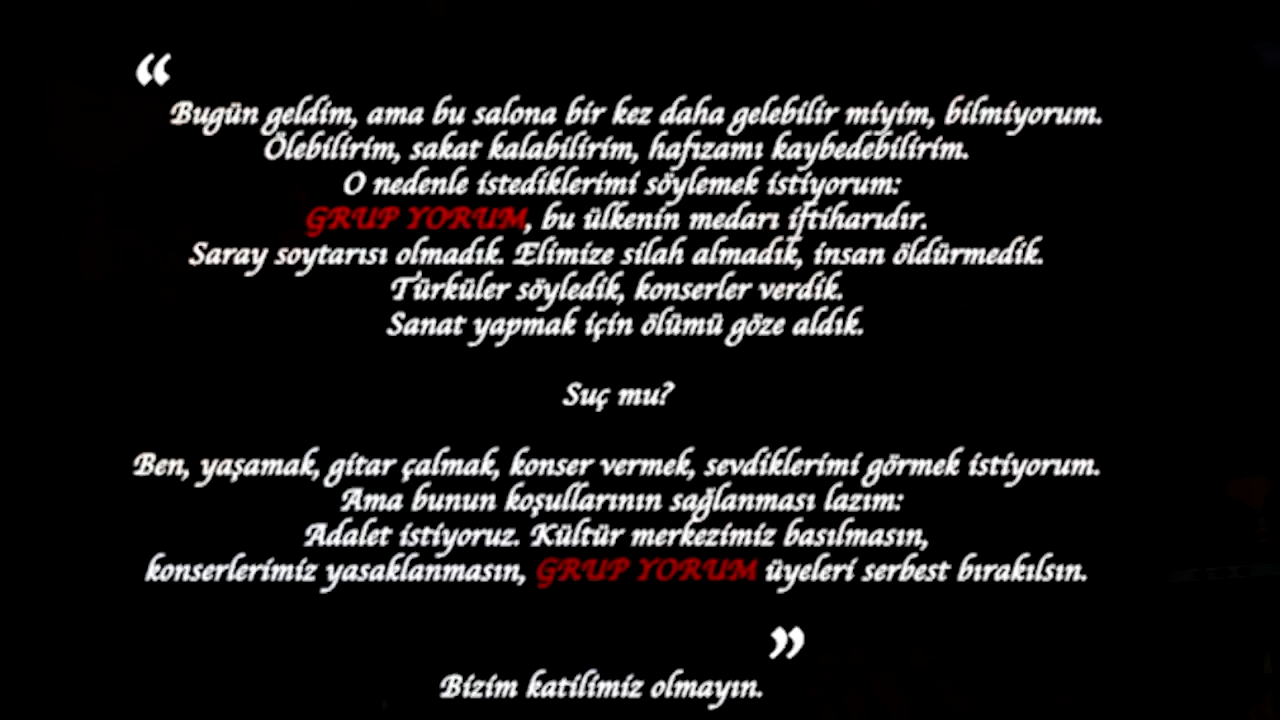 “
Bugün geldim, ama bu salona bir kez daha gelebilir miyim, bilmiyorum.
Ölebilirim, sakat kalabilirim, hafızamı kaybedebilirim.
O nedenle istediklerimi söylemek istiyorum:
GRUP YORUM, bu ülkenin medarı iftiharıdır.
Saray soytarısı olmadık. Elimize silah almadık, insan öldürmedik.
Türküler söyledik, konserler verdik.
Sanat yapmak için ölümü göze aldık.
Suç mu?
Ben, yaşamak, gitar çalmak, konser vermek, sevdiklerimi görmek istiyorum.
Ama bunun koşullarının sağlanması lazım:
Adalet istiyoruz. Kültür merkezimiz basılmasın,
konserlerimiz yasaklanmasın, GRUP YORUM üyeleri serbest bırakılsın.
”
Bizim katilimiz olmayın.